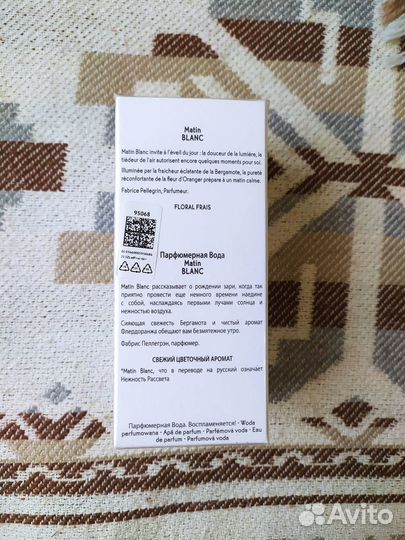 Matin
BLANC
Matin Blanc invite à l'éveil du jour : la douceur de la lumière, la
tiédeur de l'air autorisent encore quelques moments pour soi.
Illuminée par la fraîcheur éclatante de la Bergamote, la pureté
réconfortante de la fleur d'Oranger prépare à un matin calme.
Fabrice Pellegrin, Parfumeur.
FLORAL FRAIS
95068
Парфюмерная Вода
Matin
BLANC
Matin Blanc рассказывает о рождении зари, когда так
приятно провести еще немного времени наедине
с собой, наслаждаясь первыми лучами солнца и
нежностью воздуха.
Сияющая свежесть Бергамота и чистый аромат
Флердоранжа обещают вам безмятежное утро.
Фабрис Пеллегрэн, парфюмер.
СВЕЖИЙ ЦВЕТОЧНЫЙ АРОМАТ
*Matin Blanc, что в переводе на русский означает
Нежность Рассвета
Парфюмерная Вода. Воспламеняется! • Woda
perfumowana • Apă de parfum • Parfémová voda • Eau
de parfum • Parfumová voda
Avito